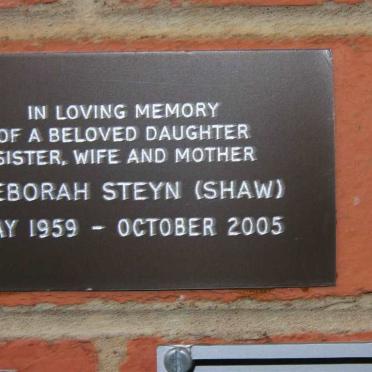 IN LOVING MEMORY
OF A BELOVED DAUGHTER
SISTER, WIFE AND MOTHER
EBORAH STEYN (SHAW)
AY 1959 - OCTOBER 2005